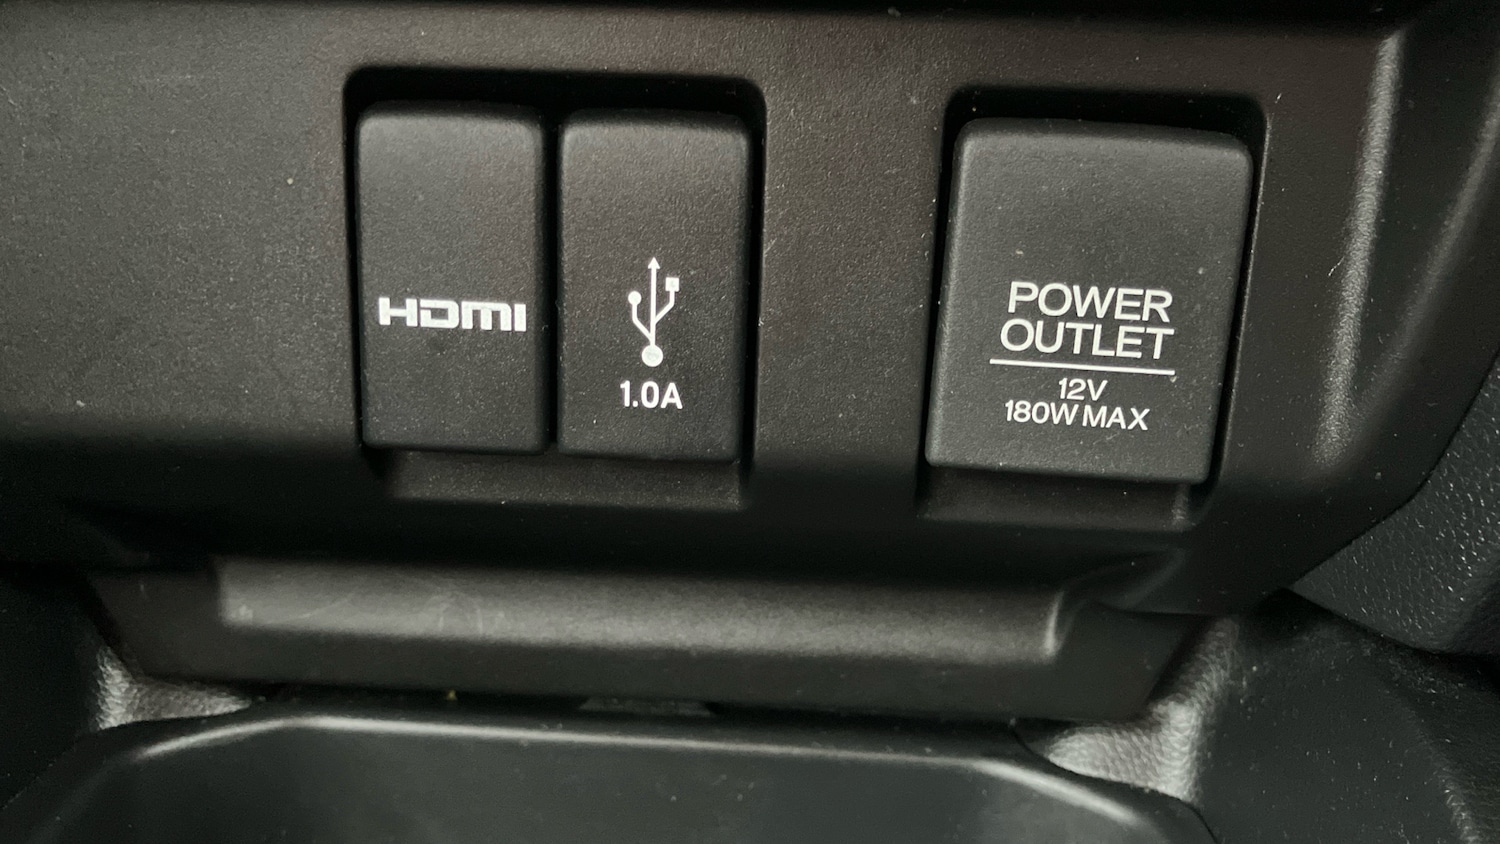 HDMI
1.0A
POWER
OUTLET
12V
180W MAX